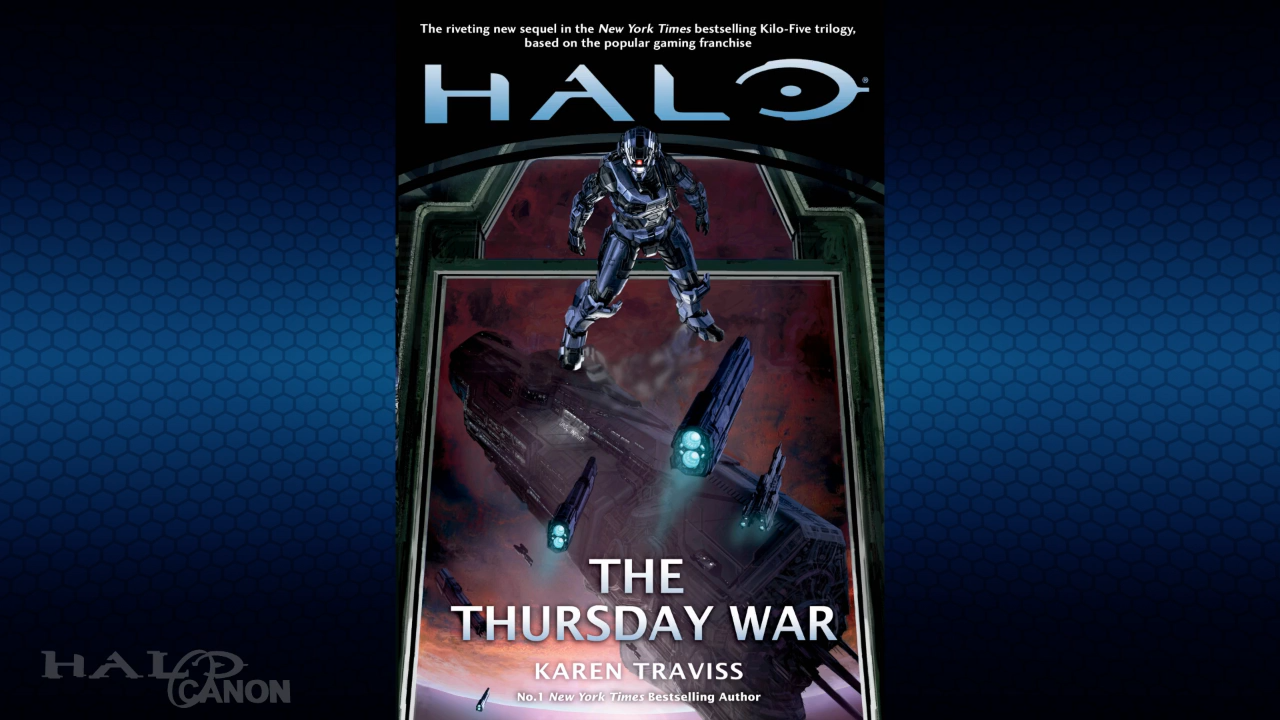 The riveting new sequel in the New York Times bestselling Kilo-Five trilogy,
based on the popular gaming franchise
HALO®
THE
THURSDAY WAR
KAREN TRAVISS
No.1 New York Times Bestselling Author
HALO
CANON